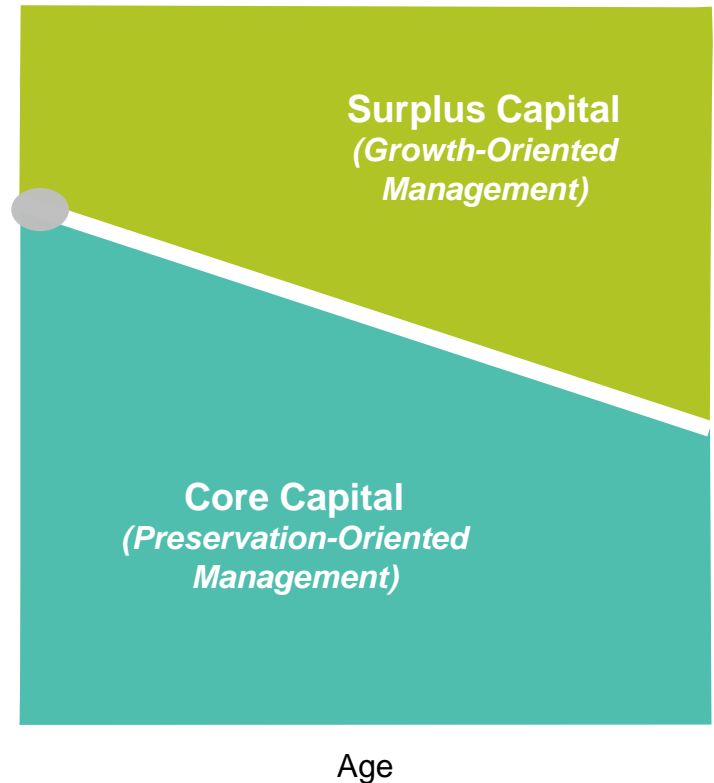 Surplus Capital
(Growth-Oriented
Management)
Core Capital
(Preservation-Oriented
Management)
Age